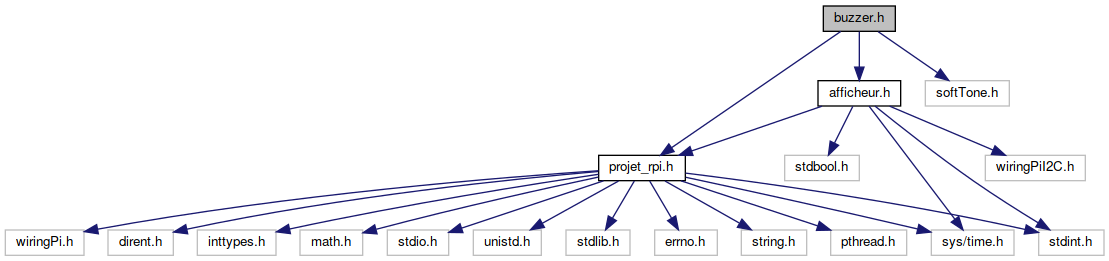 buzzer.h
afficheur.h
softTone.h
projet_rpi.h
stdbool.h
wiringPiI2C.h
wiringPi.h
dirent.h
inttypes.h
math.h
stdio.h
unistd.h
stdlib.h
errno.h
string.h
pthread.h
sys/time.h
stdint.h